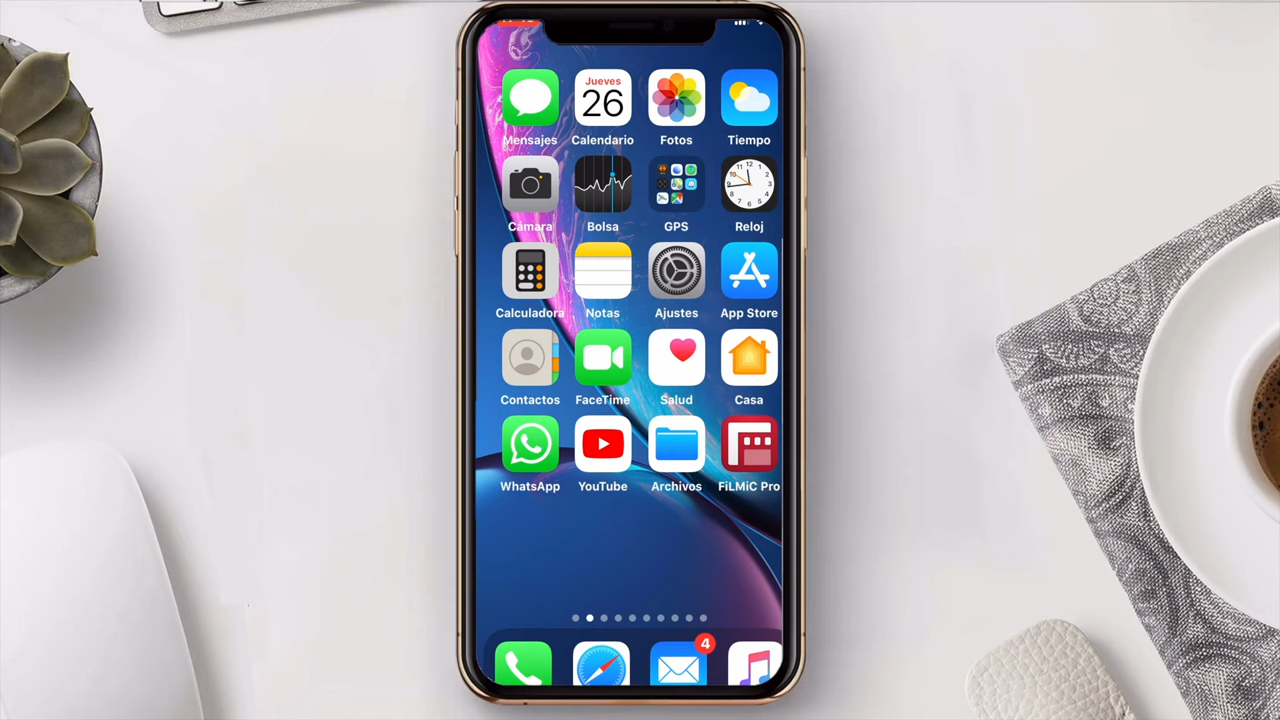 Jueves
26
Mensajes Calendario Fotos Tiempo
12
Cámara Bolsa GPS Reloj
Calculadora Notas Ajustes App Store
Contactos FaceTime Salud Casa
WhatsApp YouTube Archivos FiLMiC Pro
4